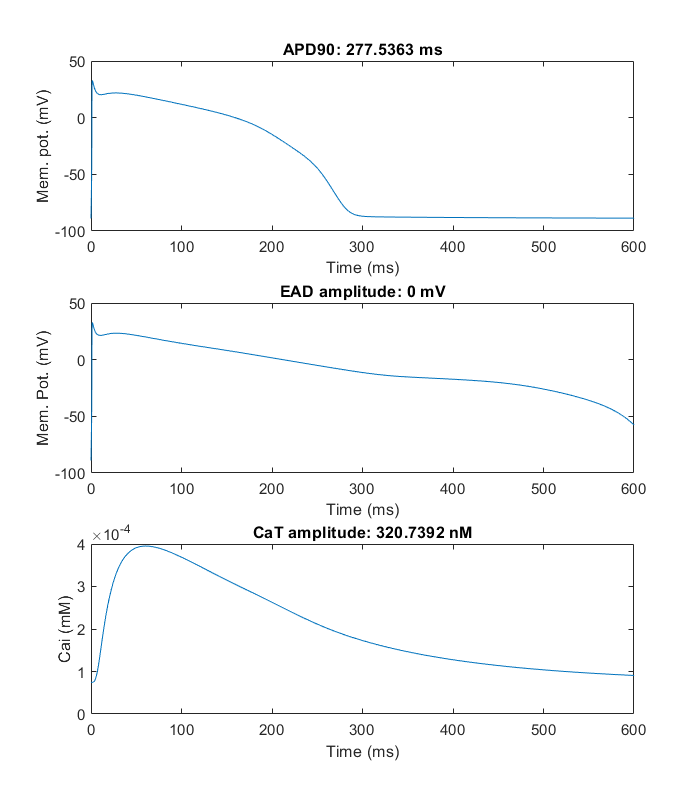 APD90: 277.5363 ms
50
0
-50
-100
Mem. pot. (mV)
0 100 200 300 400 500 600
Time (ms)
EAD amplitude: 0 mV
50
0
-50
-100
Mem. Pot. (mV)
0 100 200 300 400 500 600
Time (ms)
CaT amplitude: 320.7392 nM
×10-4
4
3
2
1
0
Cai (mM)
0 100 200 300 400 500 600
Time (ms)